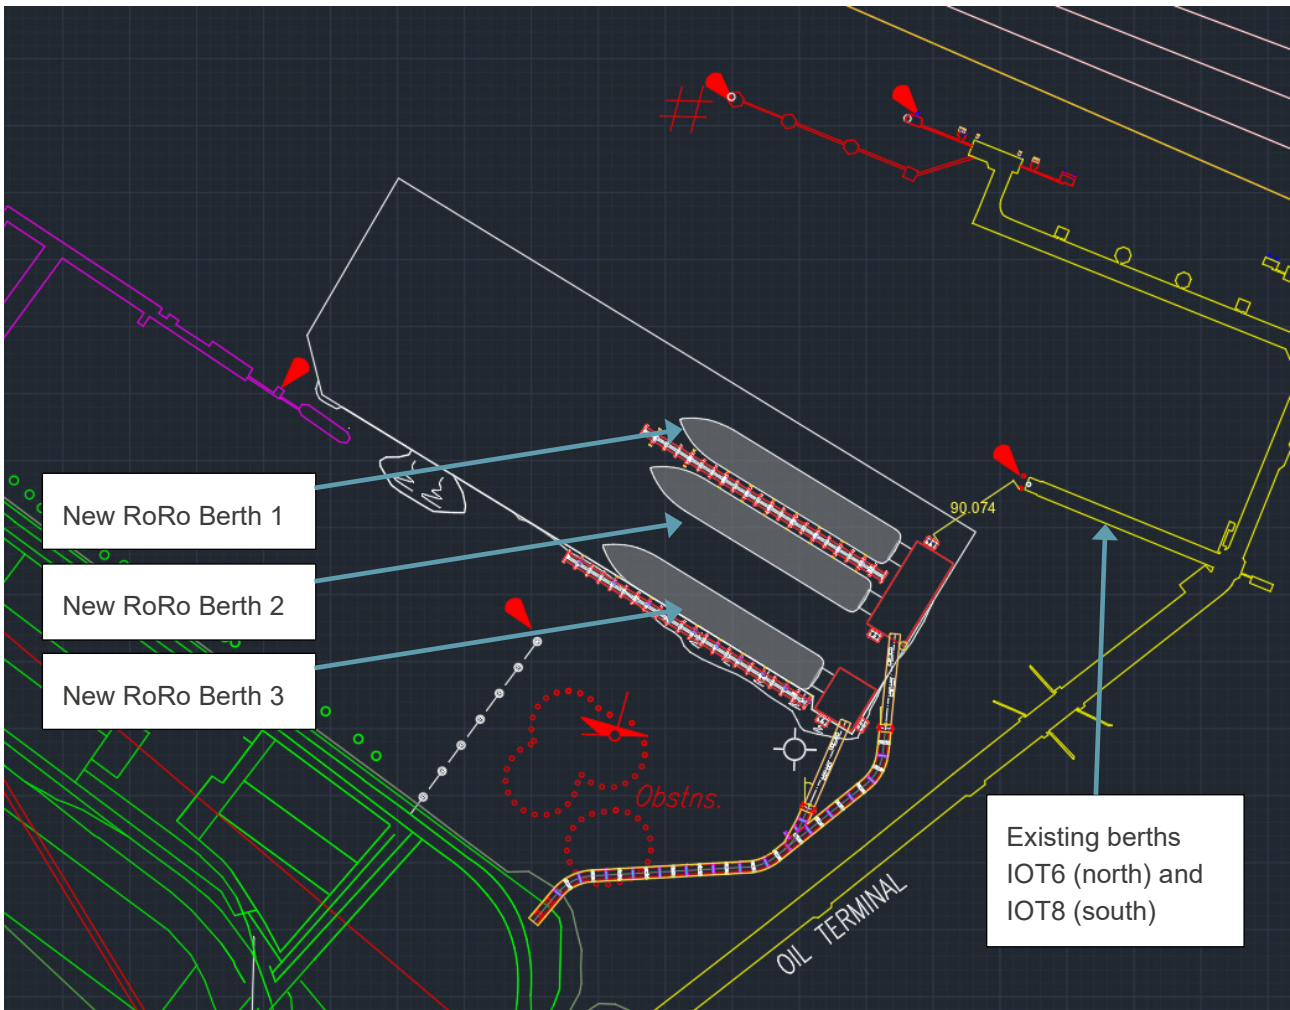 90.074
New RoRo Berth 1
New RoRo Berth 2
New RoRo Berth 3
Obstns.
Existing berths
IOT6 (north) and
IOT8 (south)
OIL TERMINAL